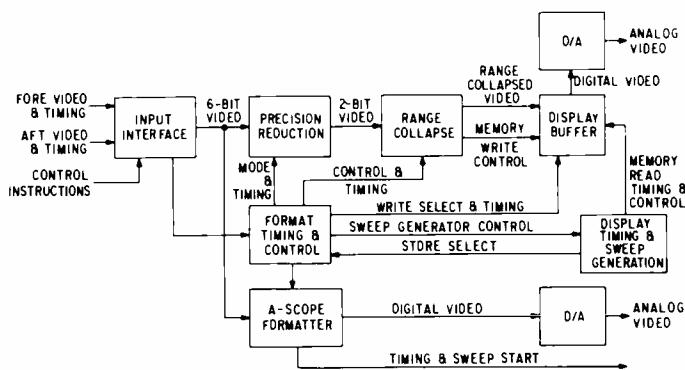 D/A
ANALOG
VIDEO
DIGITAL VIDEO
FORE VIDEO
& TIMING
AFT VIDEO
& TIMING
CONTROL
INSTRUCTIONS
INPUT
INTERFACE
6-BIT
VIDEO
PRECISION
REDUCTION
2-BIT
VIDEO
RANGE
COLLAPSE
RANGE
COLLAPSED
VIDEO
MEMORY
WRITE
CONTROL
DISPLAY
BUFFER
MODE
&
TIMING
CONTROL &
TIMING
MEMORY
READ
TIMING
&
CONTROL
FORMAT
TIMING &
CONTROL
WRITE SELECT & TIMING
SWEEP GENERATOR CONTROL
STORE SELECT
DISPLAY
TIMING &
SWEEP
GENERATION
A-SCOPE
FORMATTER
DIGITAL VIDEO
D/A
ANALOG
VIDEO
TIMING & SWEEP START